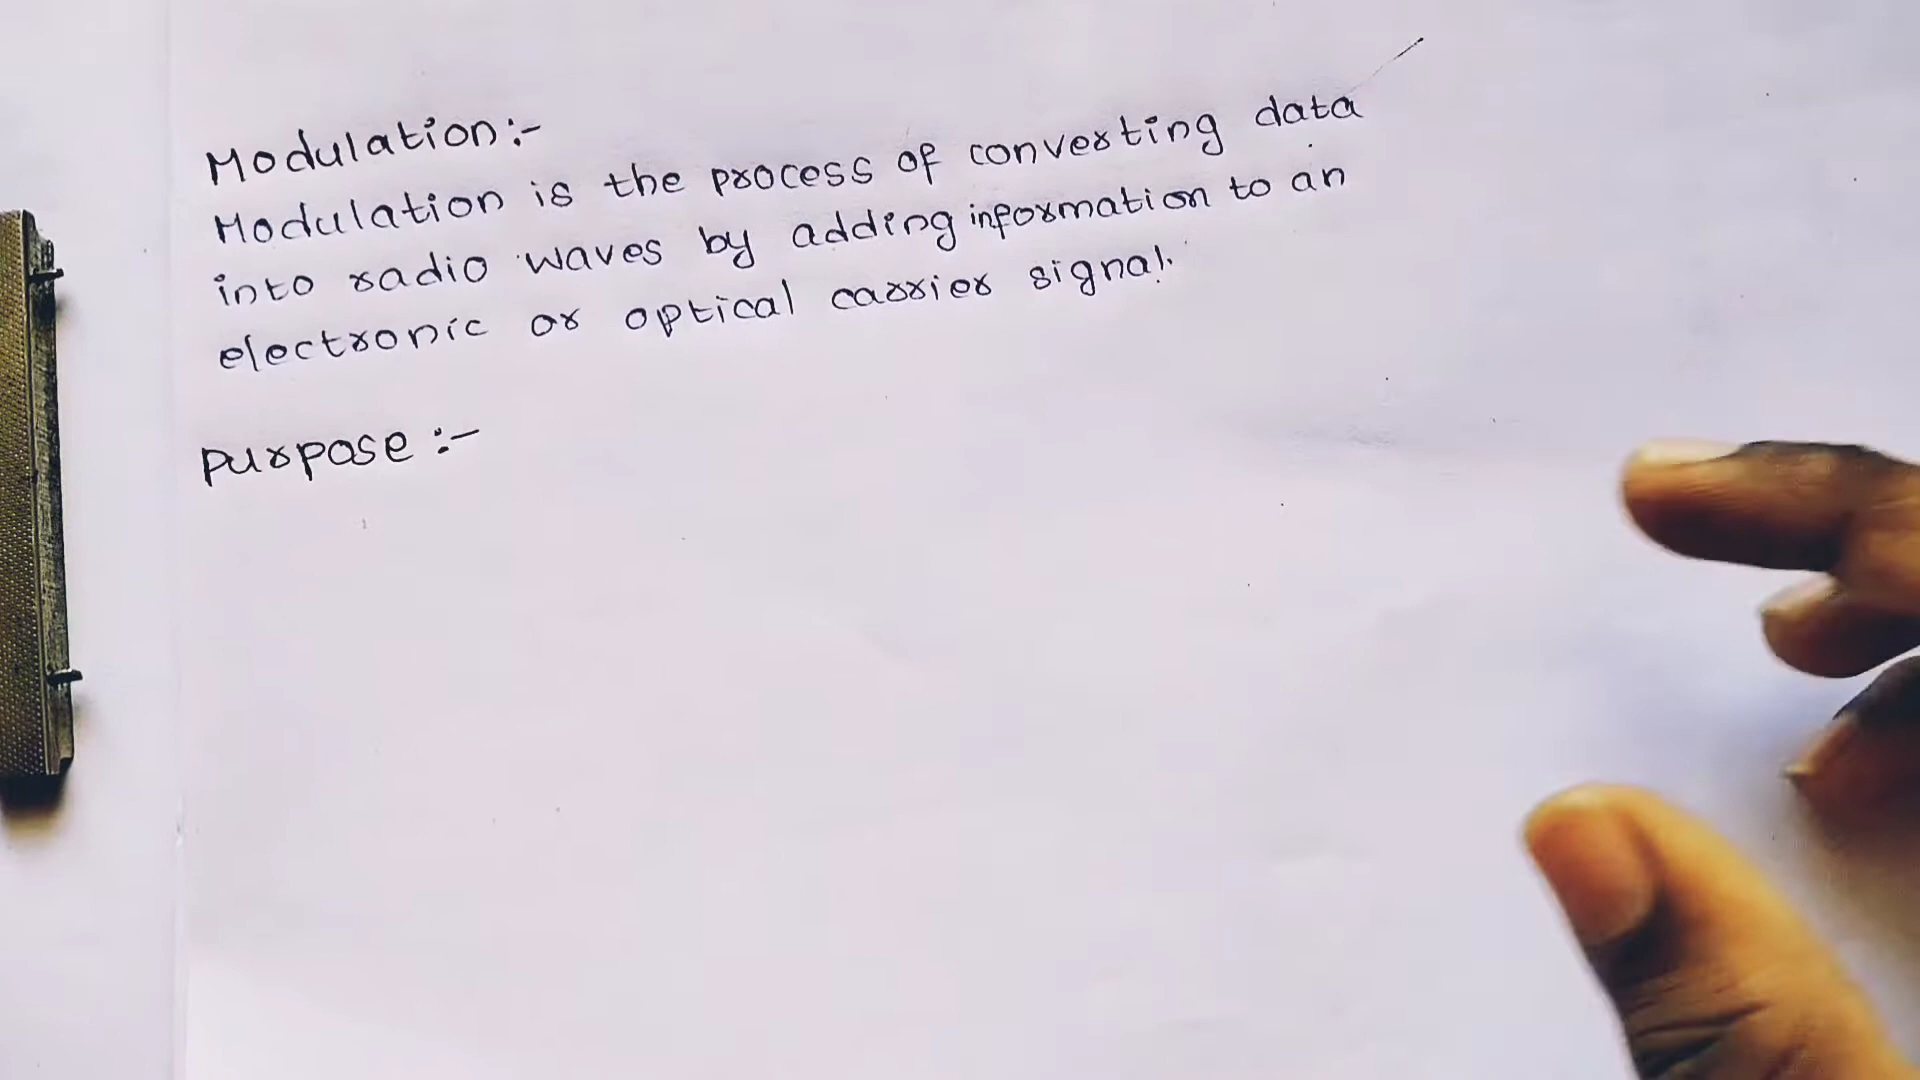 Modulation:-
Modulation is the process of converting data
into radio waves by adding information to an
electronic or optical carrier signal.
purpose :-